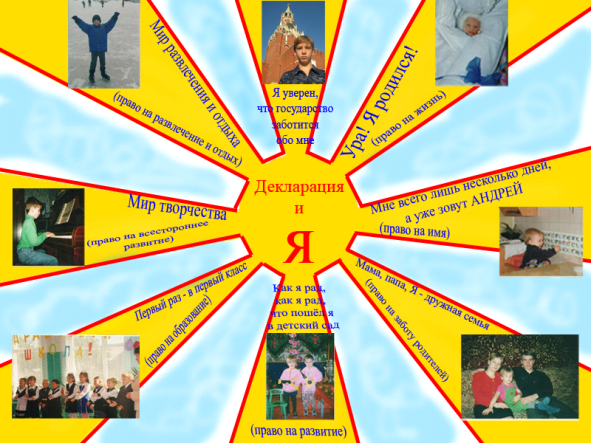 Мир развлечения и отдыха
(право на развлечение и отдых)
Я уверен,
что государство
заботится
обо мне
Ура! Я родился!
(право на жизнь)
Декларация
и
Я
Мир творчества
(право на всестороннее
развитие)
Мне всего лишь несколько дней,
а уже зовут АНДРЕЙ
(право на имя)
Первый раз - в первый класс
(право на образование)
Как я рад,
как я рад,
что пошёл я
в детский сад
(право на развитие)
Мама, папа, Я - дружная семья
(право на заботу родителей)